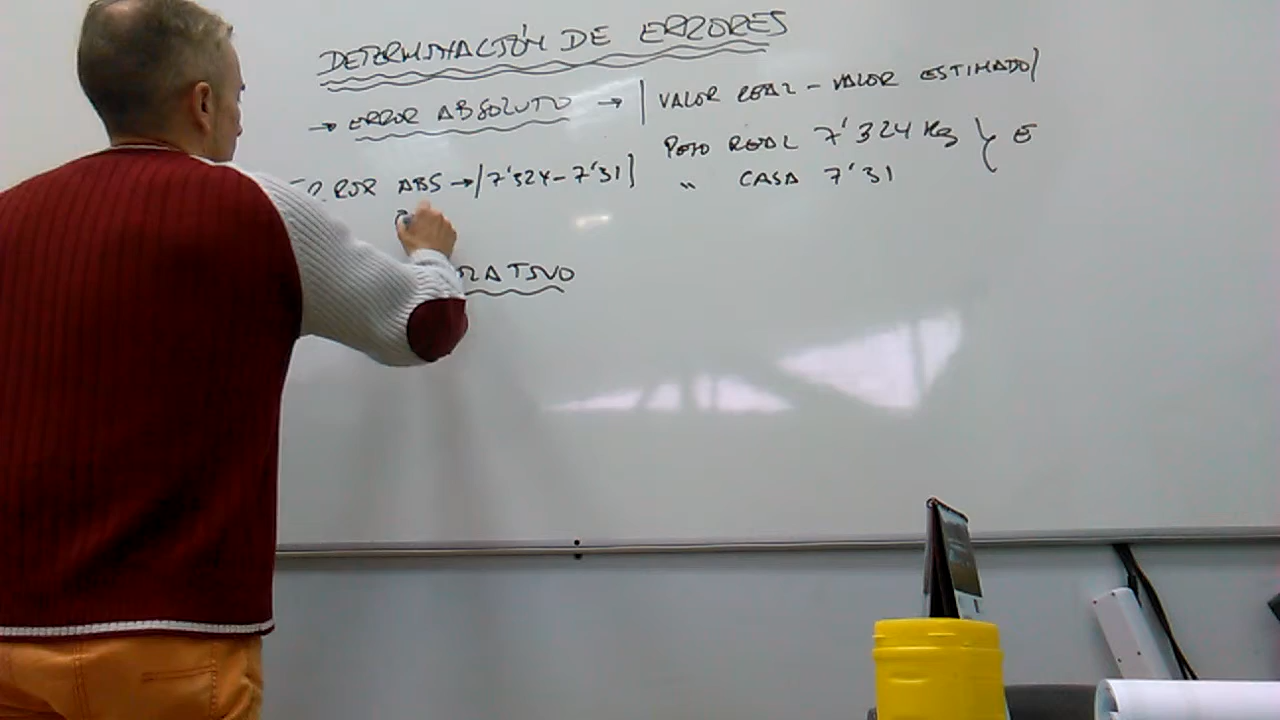 DETERMINACIÓN DE ERRORES
→ ERROR ABSOLUTO → | VALOR REAL - VALOR ESTIMADO |
PESO REAL 7'324 Kg } E
" CASA 7'31
ERROR ABS → | 7'324 - 7'31 |